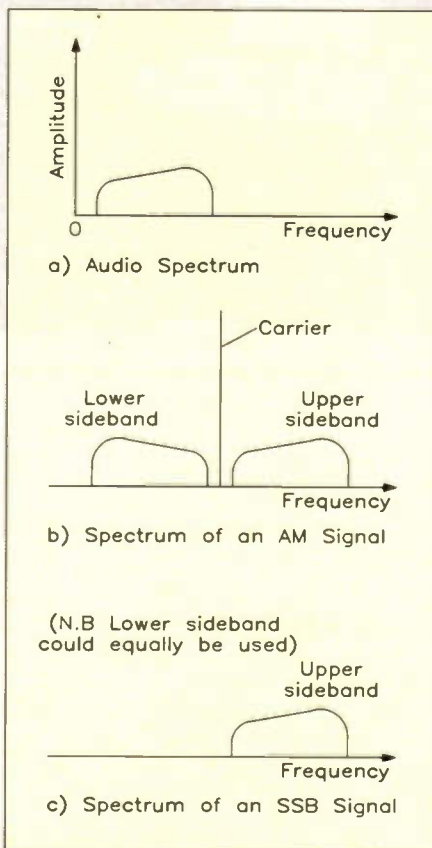 Amplitude
0
Frequency
a) Audio Spectrum
Carrier
Lower
sideband
Upper
sideband
Frequency
b) Spectrum of an AM Signal
(N.B Lower sideband
could equally be used)
Upper
sideband
Frequency
c) Spectrum of an SSB Signal